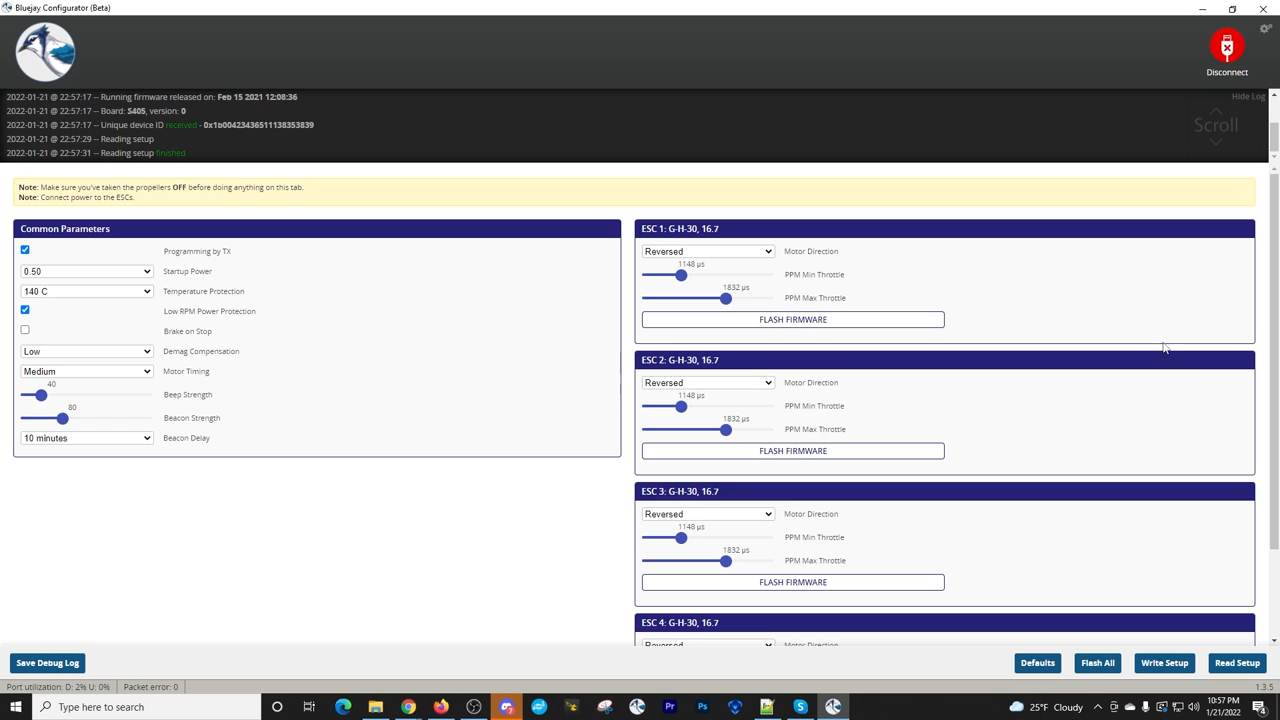 Bluejay Configurator (Beta)
Disconnect
2022-01-21 @ 22:57:17 -- Running firmware released on: Feb 15 2021 12:08:36
Hide Log
2022-01-21 @ 22:57:17 -- Board: S405, version: 0
2022-01-21 @ 22:57:17 -- Unique device ID received - 0x1b00423436511138353839
Scroll
2022-01-21 @ 22:57:29 -- Reading setup
2022-01-21 @ 22:57:31 -- Reading setup finished
Note: Make sure you've taken the propellers OFF before doing anything on this tab.
Note: Connect power to the ESCs.
Common Parameters
Programming by TX
0.50 Startup Power
140 C Temperature Protection
Low RPM Power Protection
Brake on Stop
Low Demag Compensation
Medium Motor Timing
40
Beep Strength
80
Beacon Strength
10 minutes Beacon Delay
ESC 1: G-H-30, 16.7
Reversed Motor Direction
1148 µs
PPM Min Throttle
1832 µs
PPM Max Throttle
FLASH FIRMWARE
ESC 2: G-H-30, 16.7
Reversed Motor Direction
1148 µs
PPM Min Throttle
1832 µs
PPM Max Throttle
FLASH FIRMWARE
ESC 3: G-H-30, 16.7
Reversed Motor Direction
1148 µs
PPM Min Throttle
1832 µs
PPM Max Throttle
FLASH FIRMWARE
ESC 4: G-H-30, 16.7
Reversed Motor Direction
Save Debug Log
Defaults Flash All Write Setup Read Setup
Port utilization: D: 2% U: 0% Packet error: 0
1.3.5
Type here to search
25°F Cloudy
10:57 PM
1/21/2022
4